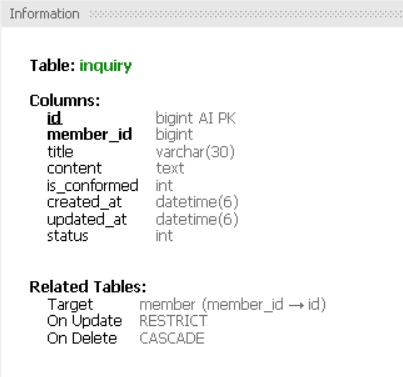 Information
Table: inquiry
Columns:
id bigint AI PK
member_id bigint
title varchar(30)
content text
is_conformed int
created_at datetime(6)
updated_at datetime(6)
status int
Related Tables:
Target member (member_id → id)
On Update RESTRICT
On Delete CASCADE